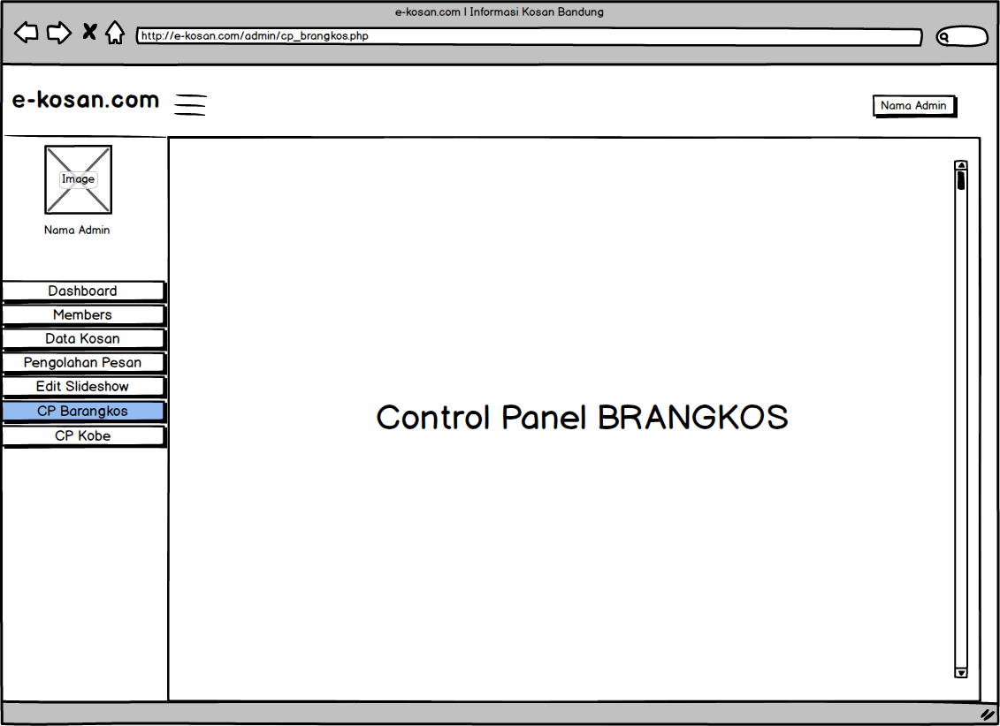 e-kosan.com | Informasi Kosan Bandung
http://e-kosan.com/admin/cp_brangkos.php
e-kosan.com
Nama Admin
Image
Nama Admin
Dashboard
Members
Data Kosan
Pengolahan Pesan
Edit Slideshow
CP Barangkos
CP Kobe
Control Panel BRANGKOS